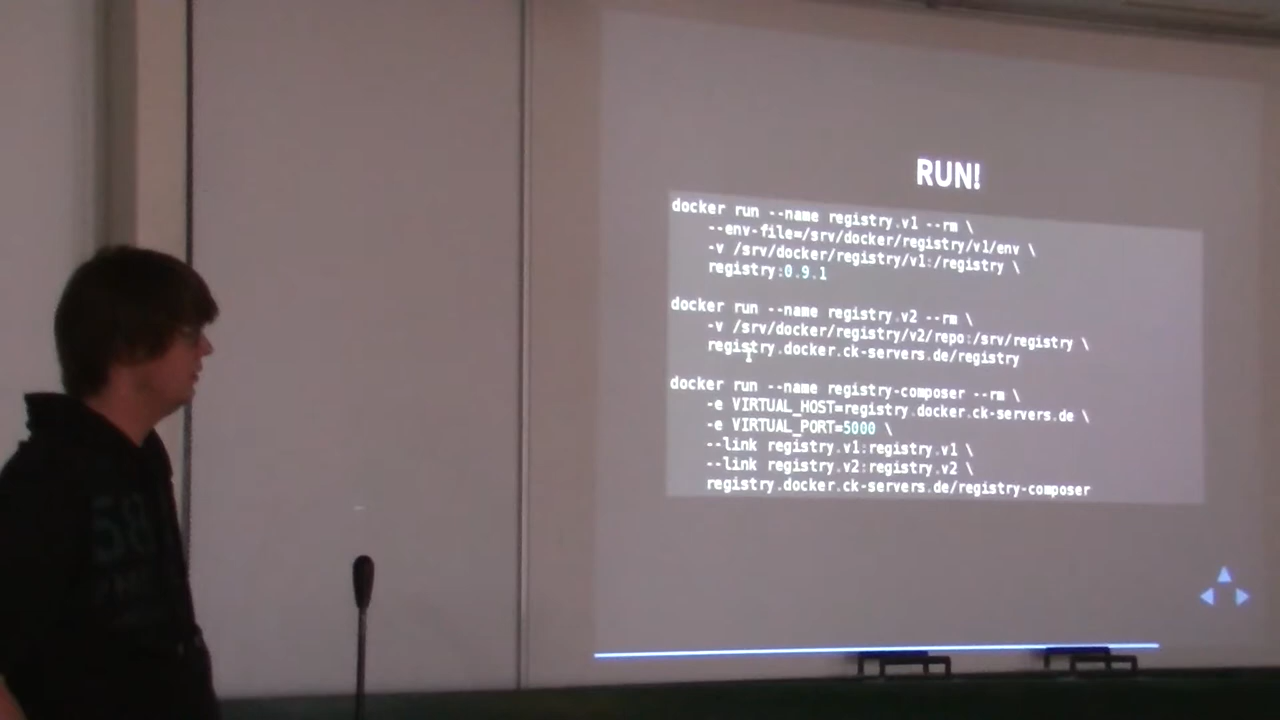 RUN!
docker run --name registry.v1 --rm \
--env-file=/srv/docker/registry/v1/env \
-v /srv/docker/registry/v1:/registry \
registry:0.9.1
docker run --name registry.v2 --rm \
-v /srv/docker/registry/v2/repo:/srv/registry \
registry.docker.ck-servers.de/registry
docker run --name registry-composer --rm \
-e VIRTUAL_HOST=registry.docker.ck-servers.de \
-e VIRTUAL_PORT=5000 \
--link registry.v1:registry.v1 \
--link registry.v2:registry.v2 \
registry.docker.ck-servers.de/registry-composer
58